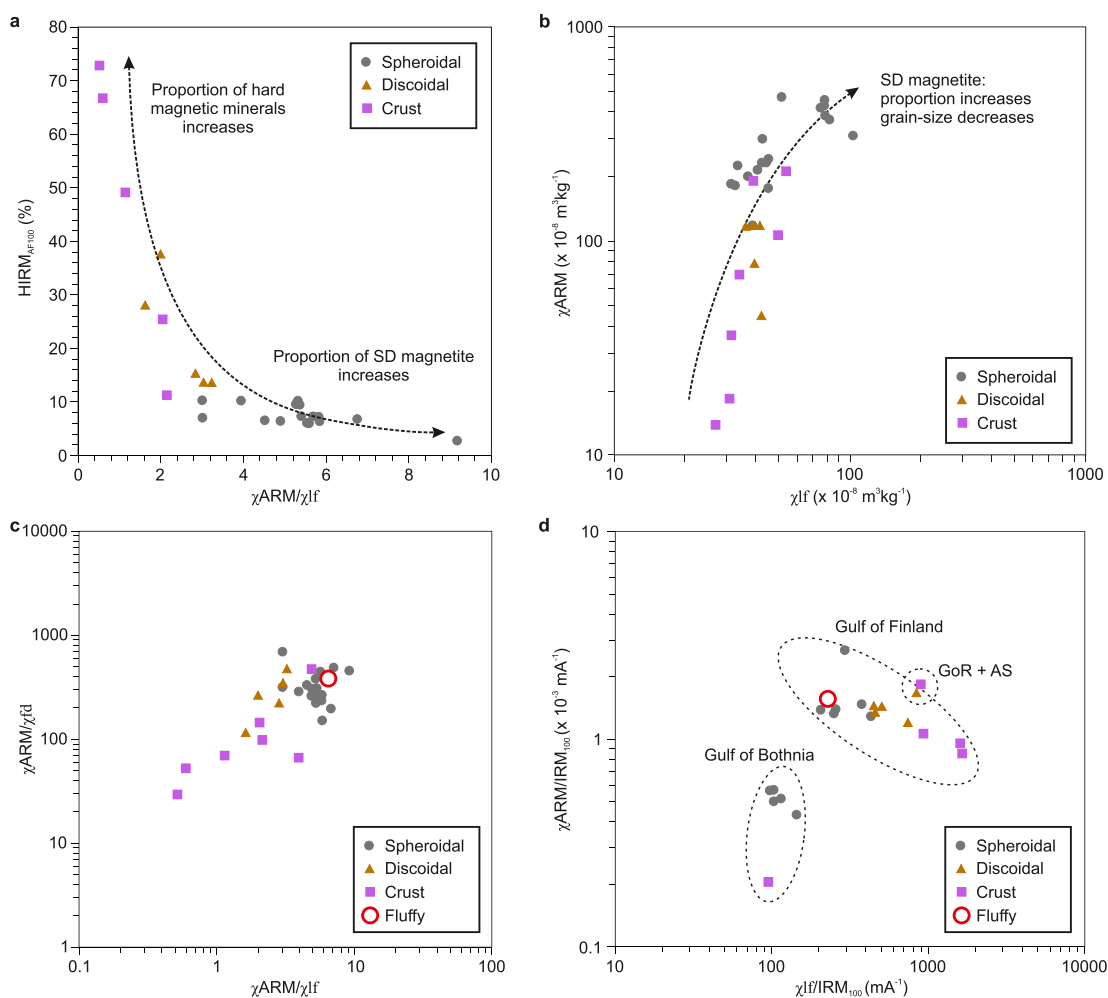 a
80
70
60
50
40
30
20
10
0
HIRM_AF100 (%)
0
2
4
6
8
10
χARM/χlf
Proportion of hard
magnetic minerals
increases
Spheroidal
Discoidal
Crust
Proportion of SD magnetite
increases
b
1000
100
10
χARM (x 10⁻⁸ m³kg⁻¹)
10
100
1000
χlf (x 10⁻⁸ m³kg⁻¹)
SD magnetite:
proportion increases
grain-size decreases
Spheroidal
Discoidal
Crust
c
10000
1000
100
10
1
χARM/χfd
0.1
1
10
100
χARM/χlf
Spheroidal
Discoidal
Crust
Fluffy
d
10
1
0.1
χARM/IRM₁₀₀ (x 10⁻³ mA⁻¹)
10
100
1000
10000
χlf/IRM₁₀₀ (mA⁻¹)
Gulf of Finland
GoR + AS
Gulf of Bothnia
Spheroidal
Discoidal
Crust
Fluffy